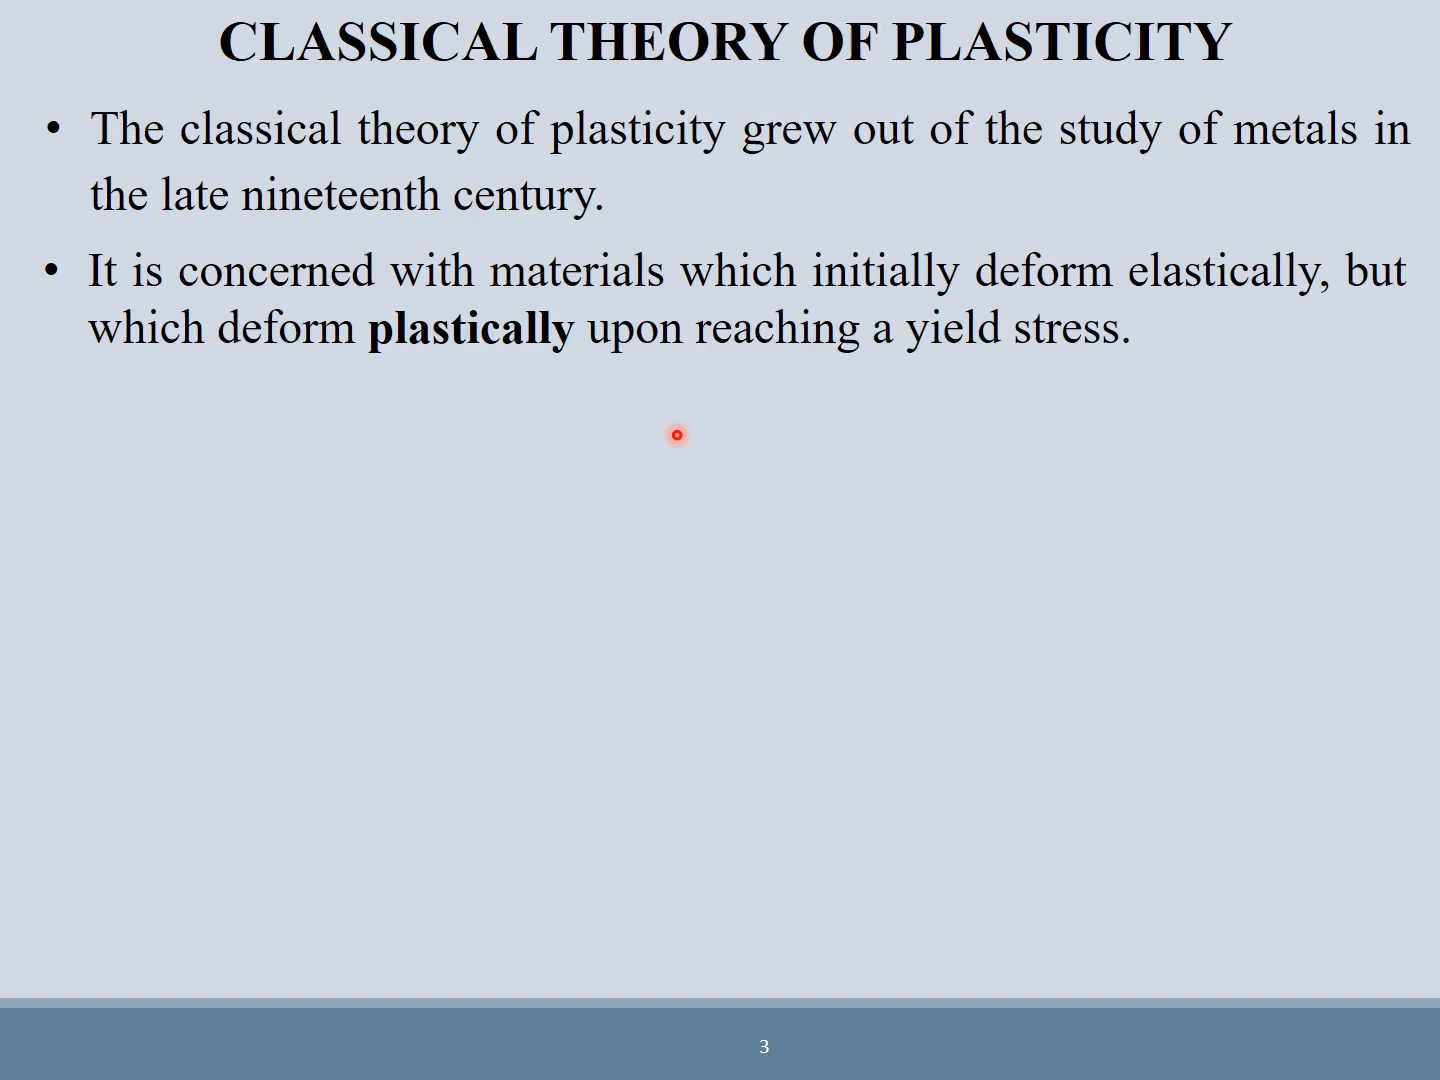 CLASSICAL THEORY OF PLASTICITY
• The classical theory of plasticity grew out of the study of metals in
the late nineteenth century.
• It is concerned with materials which initially deform elastically, but
which deform plastically upon reaching a yield stress.
3